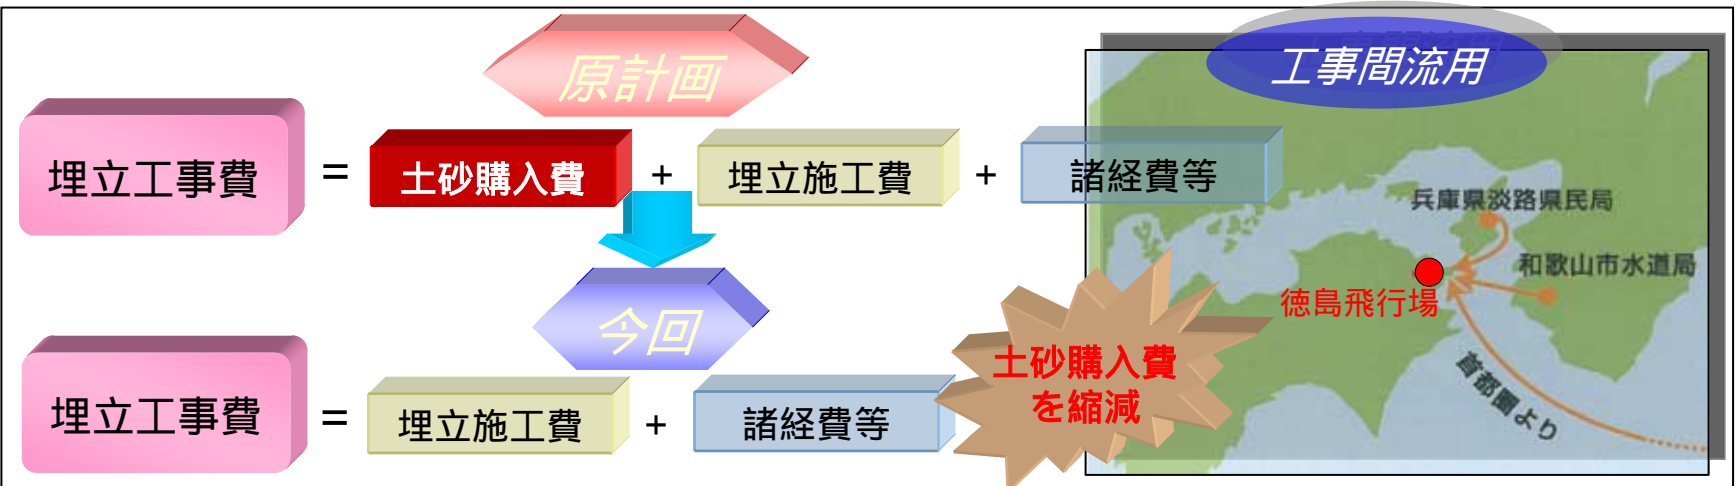 原計画
埋立工事費 = 土砂購入費 + 埋立施工費 + 諸経費等
今回
埋立工事費 = 埋立施工費 + 諸経費等
土砂購入費
を縮減
工事間流用
兵庫県淡路県民局
和歌山市水道局
徳島飛行場
首都圏より